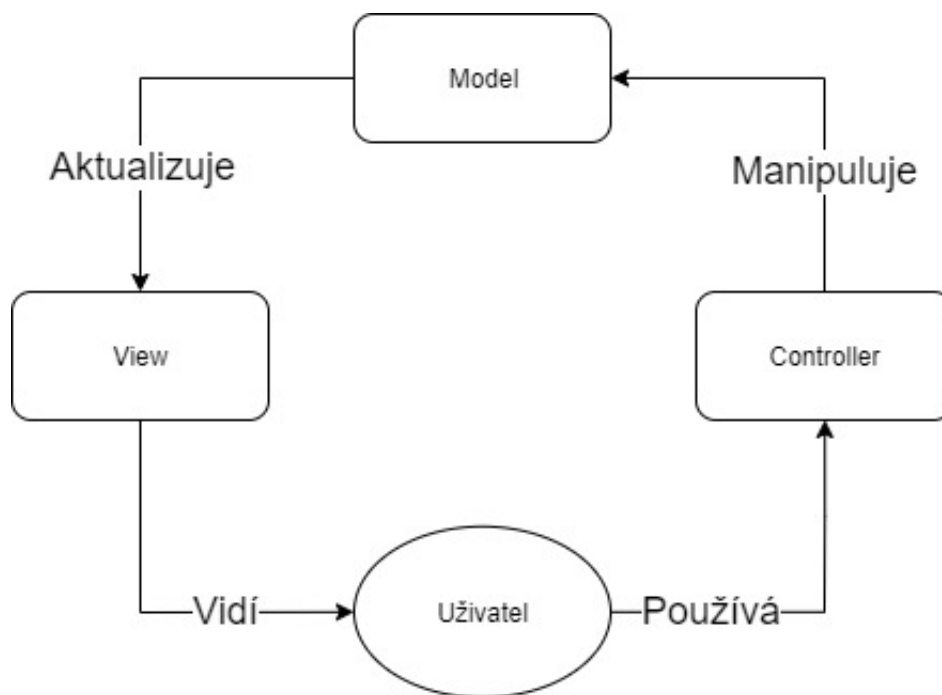 Model
Aktualizuje
Manipuluje
View
Controller
Vidí
Uživatel
Používá